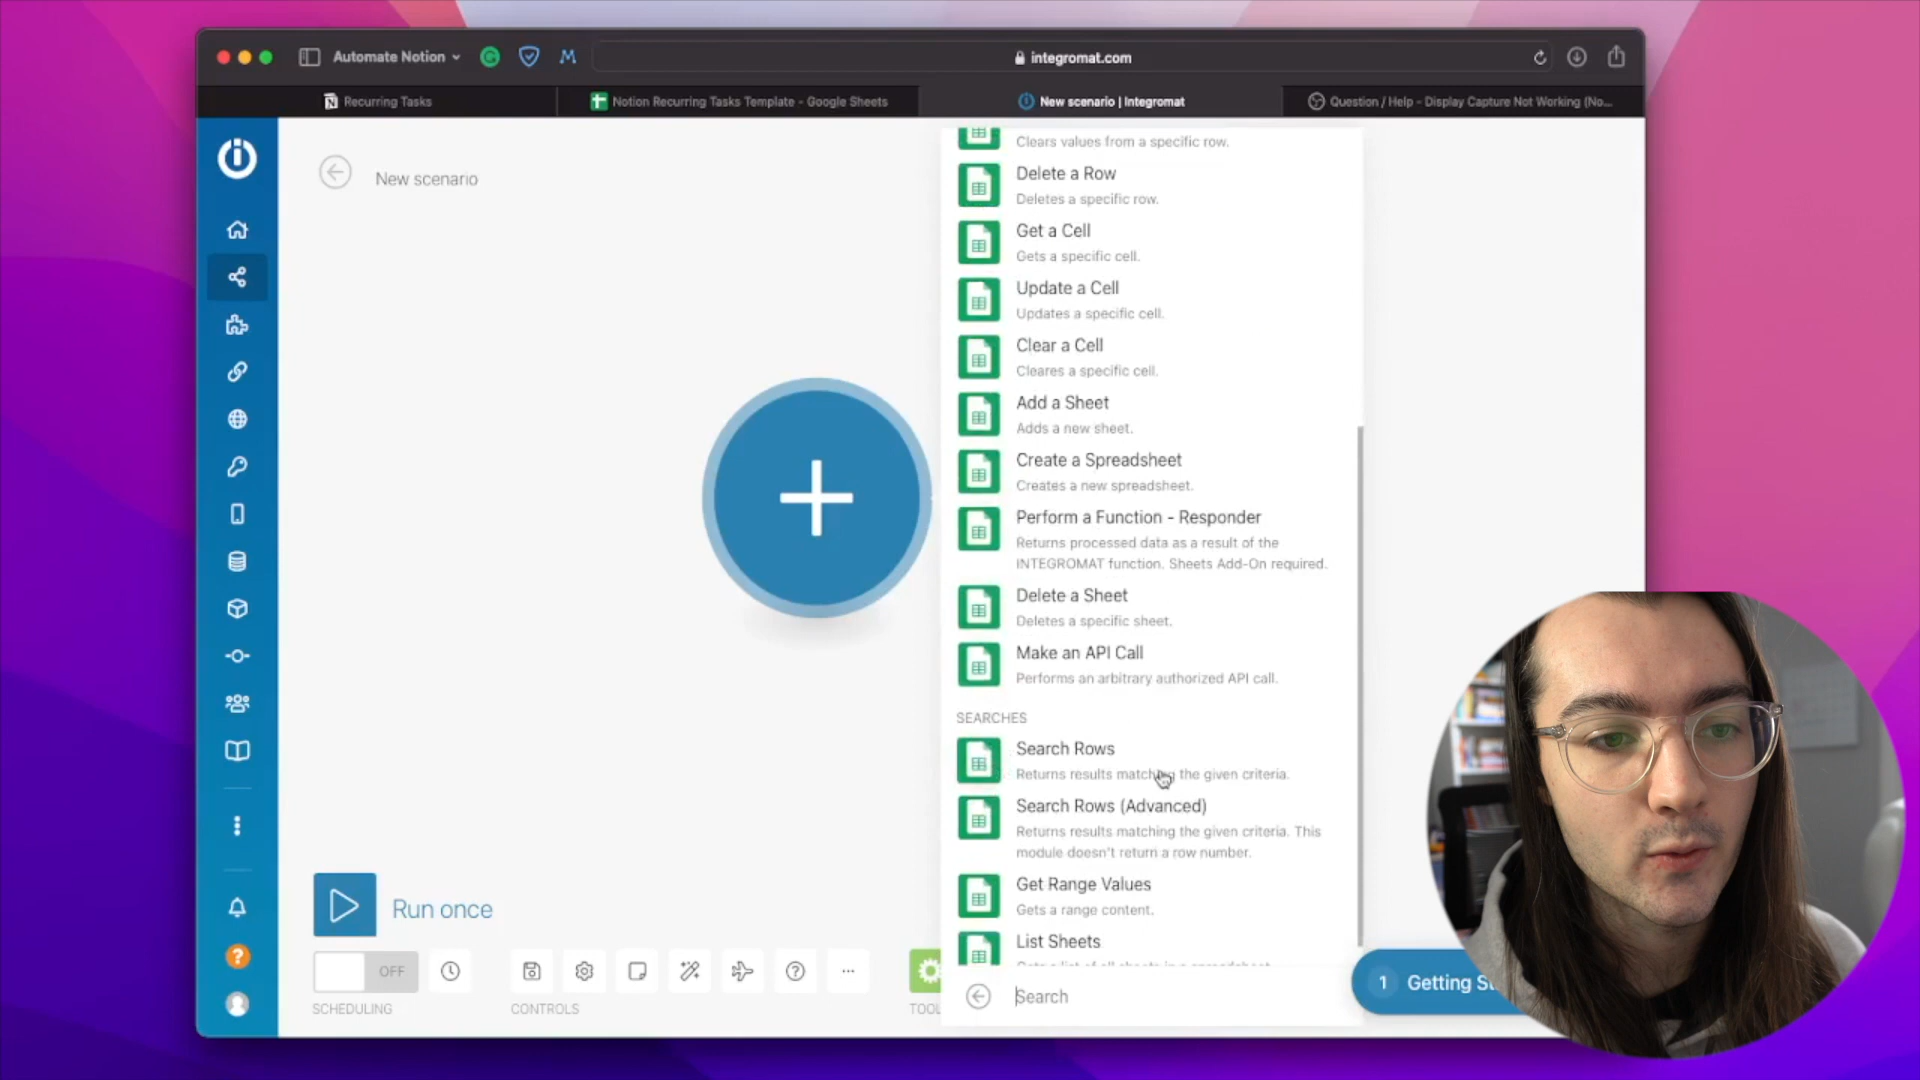 Automate Notion
integromat.com
Recurring Tasks
Notion Recurring Tasks Template - Google Sheets
New scenario | Integromat
Question / Help - Display Capture Not Working (No...
New scenario
Clears values from a specific row.
Delete a Row
Deletes a specific row.
Get a Cell
Gets a specific cell.
Update a Cell
Updates a specific cell.
Clear a Cell
Cleares a specific cell.
Add a Sheet
Adds a new sheet.
Create a Spreadsheet
Creates a new spreadsheet.
Perform a Function - Responder
Returns processed data as a result of the
INTEGROMAT function. Sheets Add-On required.
Delete a Sheet
Deletes a specific sheet.
Make an API Call
Performs an arbitrary authorized API call.
SEARCHES
Search Rows
Returns results matching the given criteria.
Search Rows (Advanced)
Returns results matching the given criteria. This
module doesn't return a row number.
Get Range Values
Gets a range content.
List Sheets
Search
Run once
OFF
SCHEDULING
CONTROLS
TOOL
1 Getting St